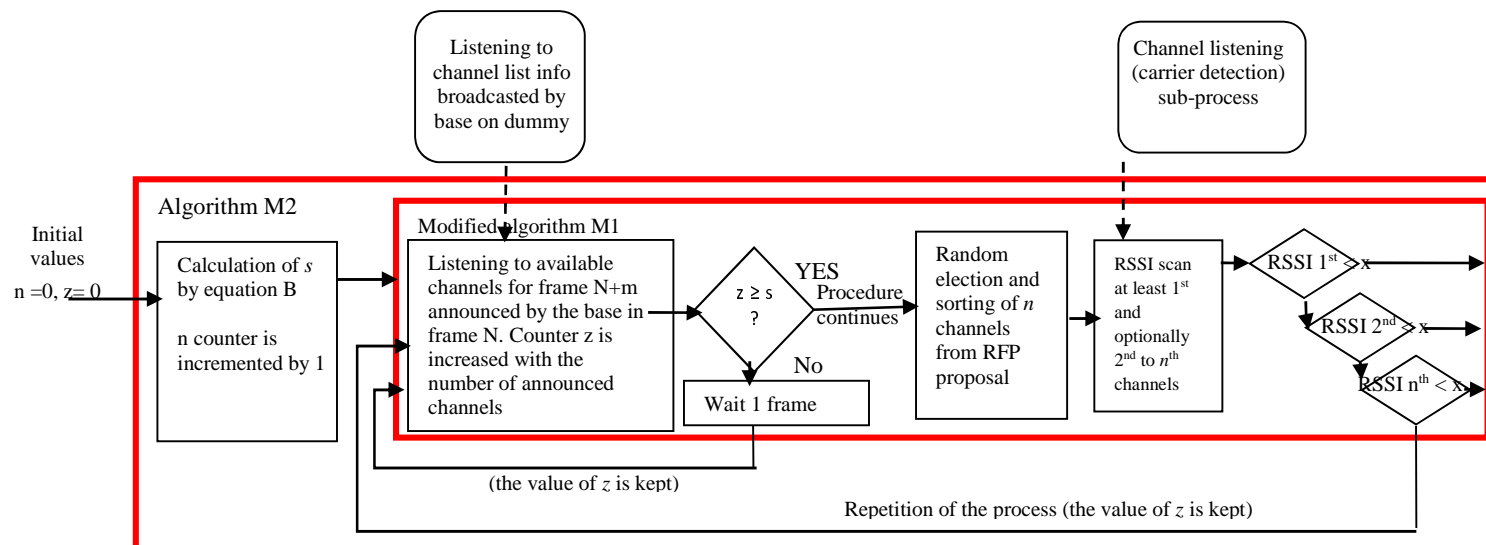 Listening to
channel list info
broadcasted by
base on dummy
Channel listening
(carrier detection)
sub-process
Algorithm M2
Initial
values
n =0, z= 0
Calculation of s
by equation B
n counter is
incremented by 1
Modified algorithm M1
Listening to available
channels for frame N+m
announced by the base in
frame N. Counter z is
increased with the
number of announced
channels
z ≥ s
?
YES
Procedure
continues
No
Wait 1 frame
(the value of z is kept)
Random
election and
sorting of n
channels
from RFP
proposal
RSSI scan
at least 1st
and
optionally
2nd to nth
channels
RSSI 1st < x
RSSI 2nd < x
RSSI nth < x
Repetition of the process (the value of z is kept)